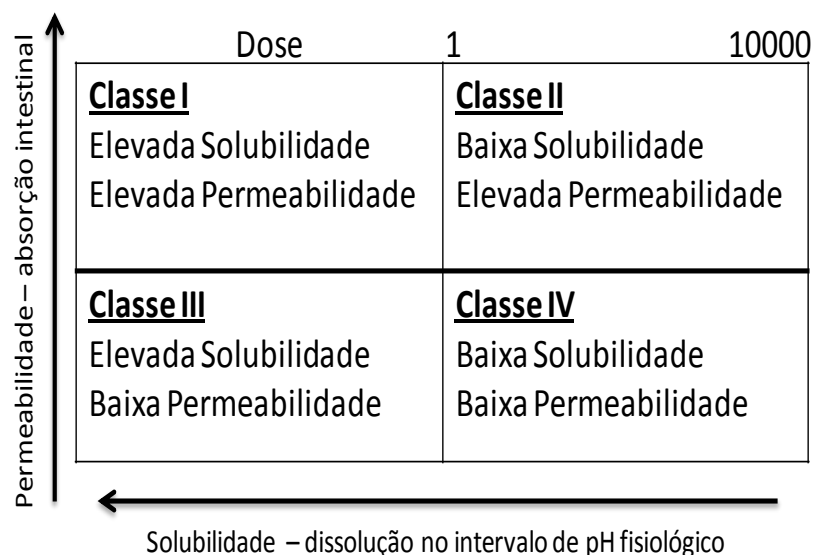 Dose 1 10000
Classe I
Elevada Solubilidade
Elevada Permeabilidade
Classe II
Baixa Solubilidade
Elevada Permeabilidade
Classe III
Elevada Solubilidade
Baixa Permeabilidade
Classe IV
Baixa Solubilidade
Baixa Permeabilidade
Permeabilidade – absorção intestinal
Solubilidade – dissolução no intervalo de pH fisiológico